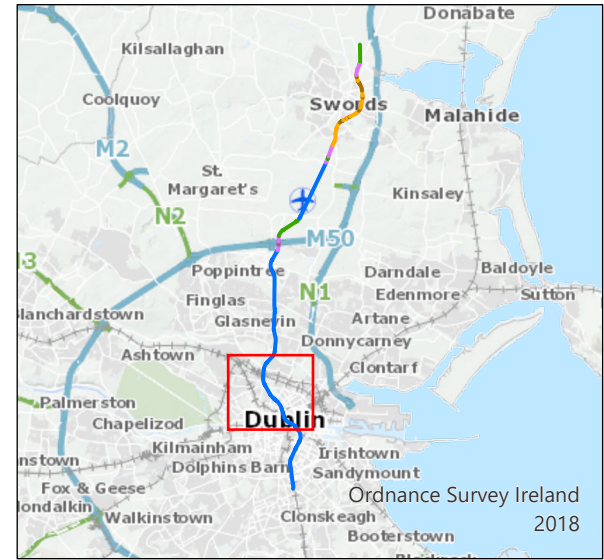 Donabate
Kilsallaghan
Coolquoy
Swords
Malahide
M2
St.
Margaret's
Kinsaley
N2
M50
Poppintree
Darndale
Baldoyle
N1
Edenmore
Sutton
Finglas
Blanchardstown
Glasnevin
Artane
Donnycarney
Ashtown
Clontarf
Palmerston
Chapelizod
Dublin
Kilmainham
Irishtown
Dolphins Barn
Sandymount
Fox & Geese
Ordnance Survey Ireland
2018
Walkinstown
Clonskeagh
Booterstown